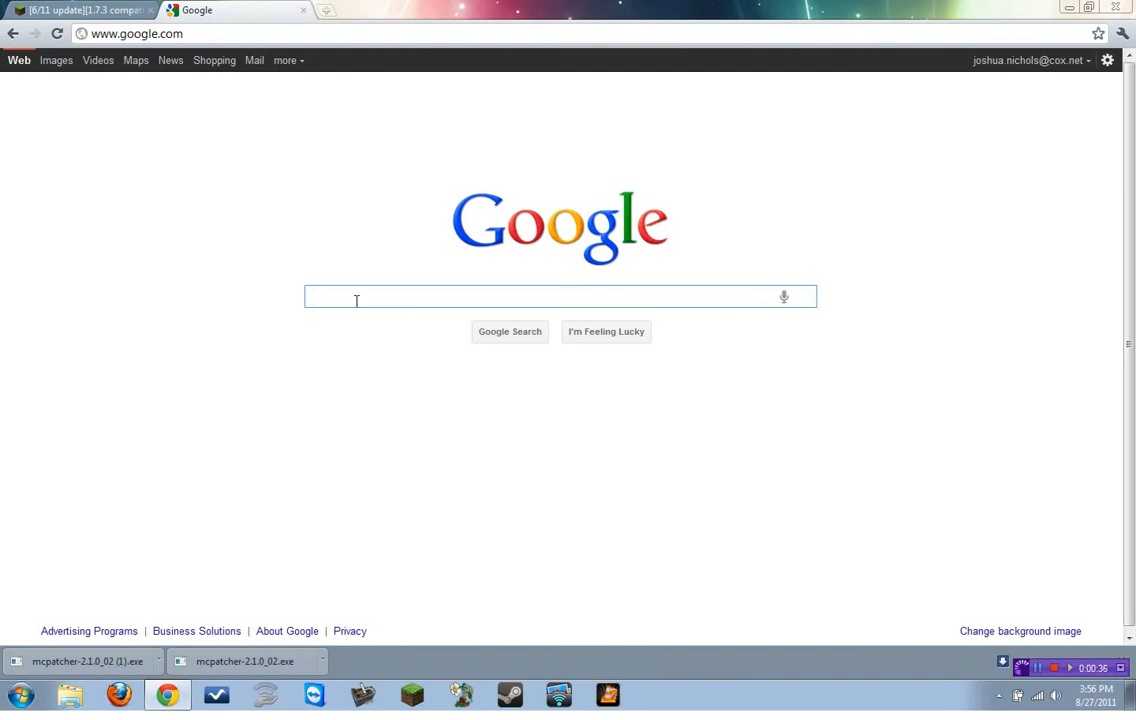 [6/11 update][1.7.3 compat
Google
www.google.com
Web Images Videos Maps News Shopping Mail more
joshua.nichols@cox.net
Google
Google Search
I'm Feeling Lucky
Advertising Programs | Business Solutions | About Google | Privacy
Change background image
mcpatcher-2.1.0_02 (1).exe
mcpatcher-2.1.0_02.exe
0:00:36
3:56 PM
8/27/2011